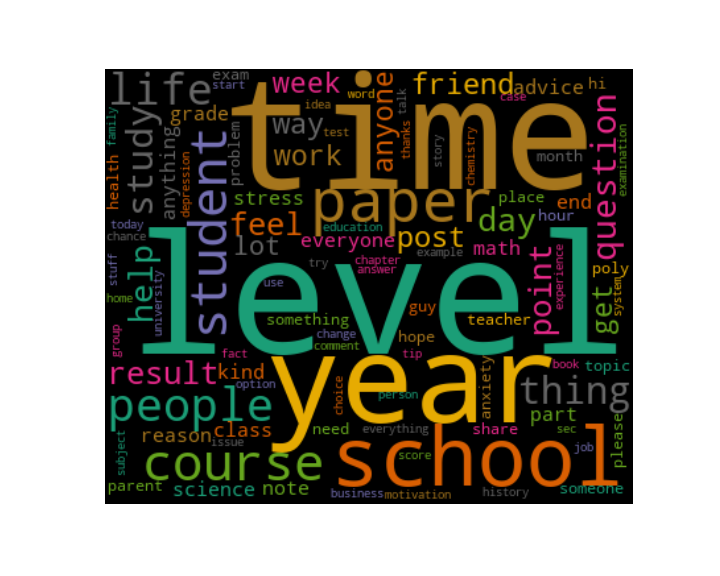 exam
start
life
week
word
friend
advice
hi
case
time
idea
talk
grade
way
test
anyone
thanks
story
chemistry
month
family
study
anything
problem
work
question
examination
health
depression
student
stress
paper
place
end
hour
day
today
chance
feel
education
lot
everyone
post
math
example
help
stuff
university
try
chapter
answer
level
point
experience
poly
system
get
home
use
something
guy
teacher
group
change
comment
hope
fact
tip
book
topic
result
kind
option
year
anxiety
thing
choice
person
people
reason
class
issue
need
everything
share
part
sec
please
subject
course
score
school
job
parent
science
note
business
motivation
history
someone